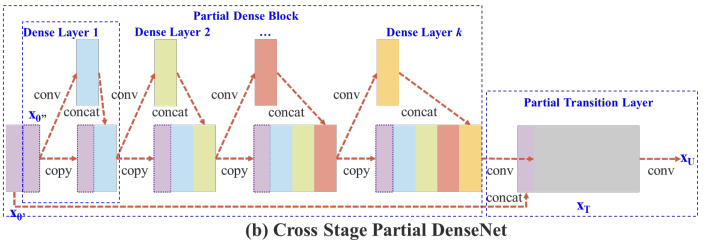 Partial Dense Block
Dense Layer 1 Dense Layer 2 … Dense Layer k
conv conv conv conv
Partial Transition Layer
x0'' concat concat concat concat
copy copy copy copy conv conv xU
concat
x0' xT
(b) Cross Stage Partial DenseNet